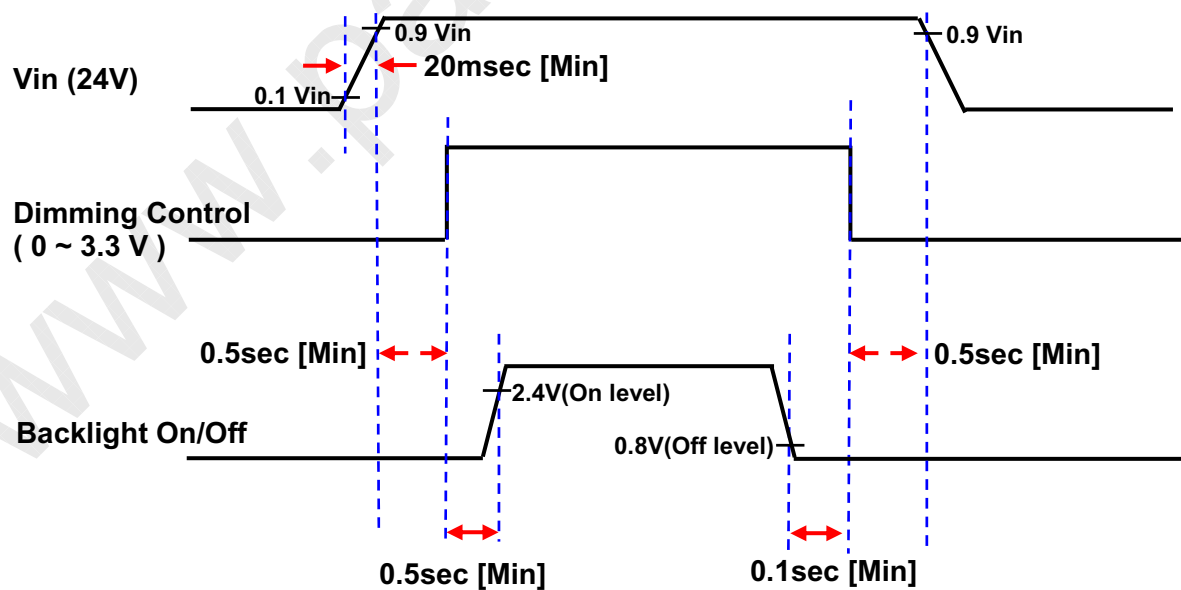 www.pa
0.9 Vin
0.9 Vin
Vin (24V)
20msec [Min]
0.1 Vin
Dimming Control
( 0 ~ 3.3 V )
0.5sec [Min]
0.5sec [Min]
2.4V(On level)
Backlight On/Off
0.8V(Off level)
0.5sec [Min]
0.1sec [Min]